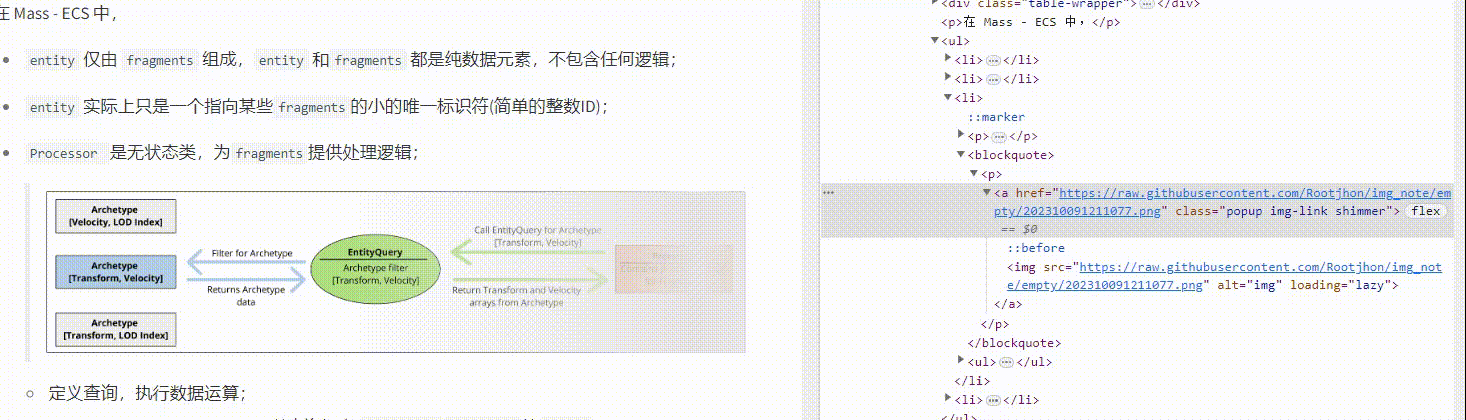 在 Mass - ECS 中，
entity 仅由 fragments 组成， entity 和 fragments 都是纯数据元素，不包含任何逻辑；
entity 实际上只是一个指向某些 fragments 的小的唯一标识符(简单的整数ID)；
Processor 是无状态类，为 fragments 提供处理逻辑；
Archetype
[Velocity, LOD Index]
Archetype
[Transform, Velocity]
Archetype
[Transform, LOD Index]
Filter for Archetype
Returns Archetype
data
EntityQuery
Archetype filter
[Transform, Velocity]
Call EntityQuery for Archetype
[Transform, Velocity]
Return Transform and Velocity
arrays from Archetype
定义查询，执行数据运算；
<div class="table-wrapper"> … </div>
<p>在 Mass - ECS 中，</p>
<ul>
<li> … </li>
<li> … </li>
<li>
::marker
<p> … </p>
<blockquote>
<p>
<a href="https://raw.githubusercontent.com/Rootjhon/img_note/em
pty/202310091211077.png" class="popup img-link shimmer"> flex
== $0
::before
<img src="https://raw.githubusercontent.com/Rootjhon/img_not
e/empty/202310091211077.png" alt="img" loading="lazy">
</a>
</p>
</blockquote>
<ul> … </ul>
</li>
<li> … </li>
</ul>